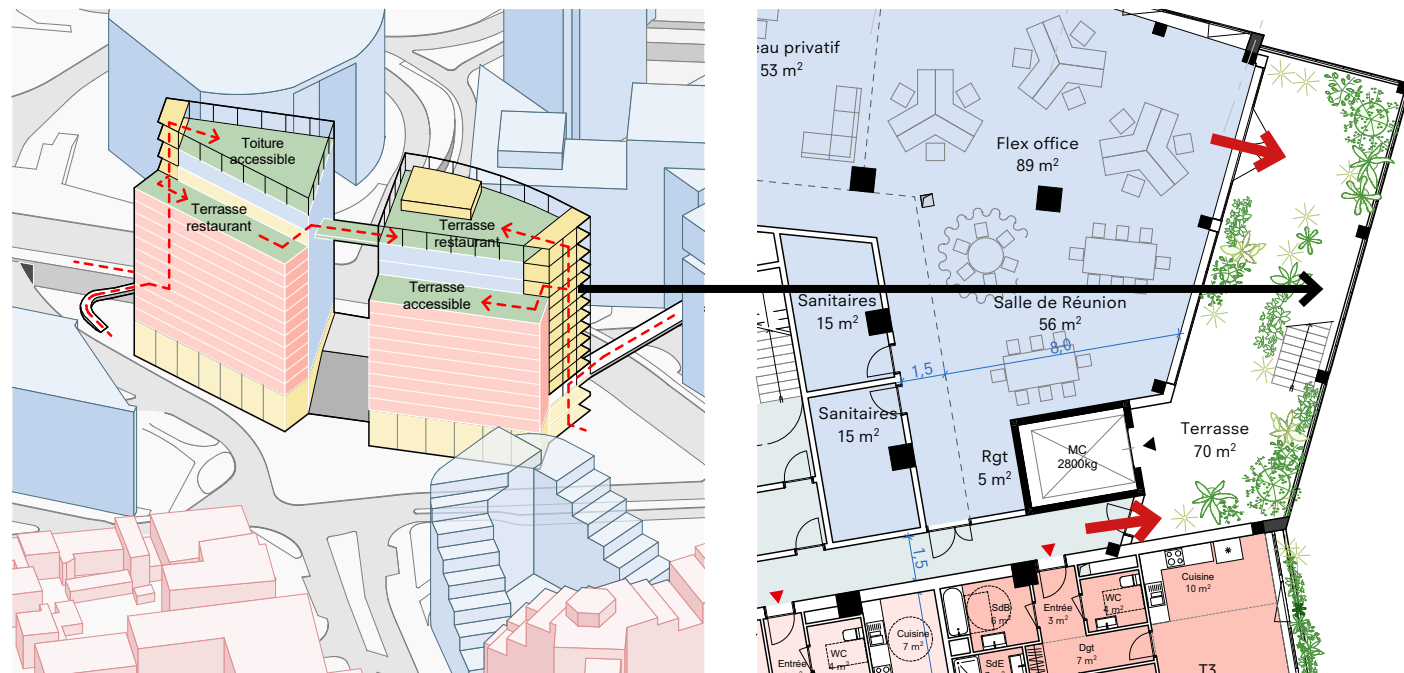 Toiture
accessible
Terrasse
restaurant
Terrasse
restaurant
Terrasse
accessible
eau privatif
53 m²
Flex office
89 m²
Sanitaires
15 m²
Salle de Réunion
56 m²
8,0
1,5
Sanitaires
15 m²
Rgt
5 m²
MC
2800kg
Terrasse
70 m²
1,5
Cuisine
10 m²
SdB
6 m²
Entrée
3 m²
WC
4 m²
Cuisine
7 m²
WC
4 m²
Entrée
SdE
Dgt
7 m²
T3